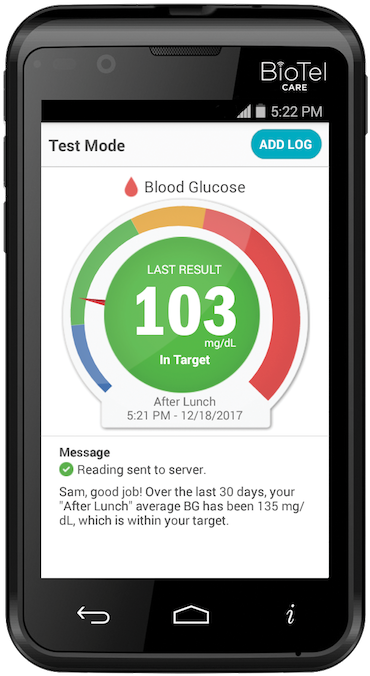 BioTel
CARE
5:22 PM
Test Mode
ADD LOG
Blood Glucose
LAST RESULT
103
mg/dL
In Target
After Lunch
5:21 PM - 12/18/2017
Message
Reading sent to server.
Sam, good job! Over the last 30 days, your
"After Lunch" average BG has been 135 mg/
dL, which is within your target.
i